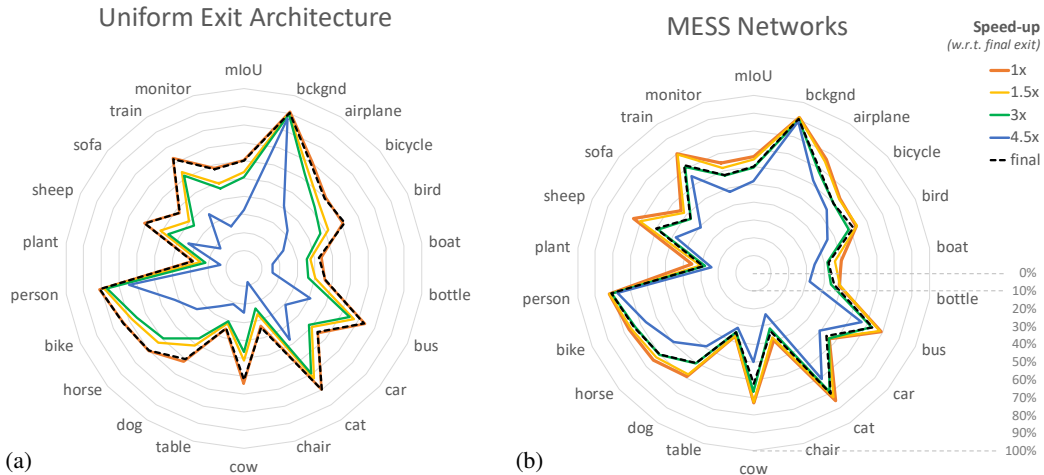 Uniform Exit Architecture
mIoU
bckgnd
airplane
bicycle
bird
boat
bottle
bus
car
cat
chair
cow
table
dog
horse
bike
person
plant
sheep
sofa
train
monitor
(a)
MESS Networks
mIoU
bckgnd
airplane
bicycle
bird
boat
bottle
bus
car
cat
chair
cow
table
dog
horse
bike
person
plant
sheep
sofa
train
monitor
(b)
Speed-up
(w.r.t. final exit)
1x
1.5x
3x
4.5x
final
0%
10%
20%
30%
40%
50%
60%
70%
80%
90%
100%